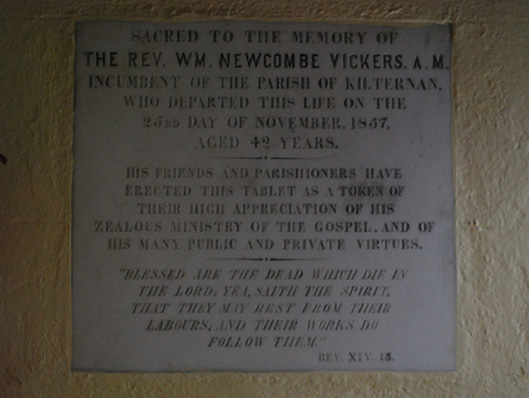 SACRED TO THE MEMORY OF
THE REV. WM. NEWCOMBE VICKERS, A.M.
INCUMBENT OF THE PARISH OF KILTERNAN,
WHO DEPARTED THIS LIFE ON THE
23RD DAY OF NOVEMBER, 1857,
AGED 42 YEARS.
HIS FRIENDS AND PARISHIONERS HAVE
ERECTED THIS TABLET AS A TOKEN OF
THEIR HIGH APPRECIATION OF HIS
ZEALOUS MINISTRY OF THE GOSPEL, AND OF
HIS MANY PUBLIC AND PRIVATE VIRTUES.
"BLESSED ARE THE DEAD WHICH DIE IN
THE LORD: YEA, SAITH THE SPIRIT,
THAT THEY MAY REST FROM THEIR
LABOURS; AND THEIR WORKS DO
FOLLOW THEM."
REV. XIV. 13.